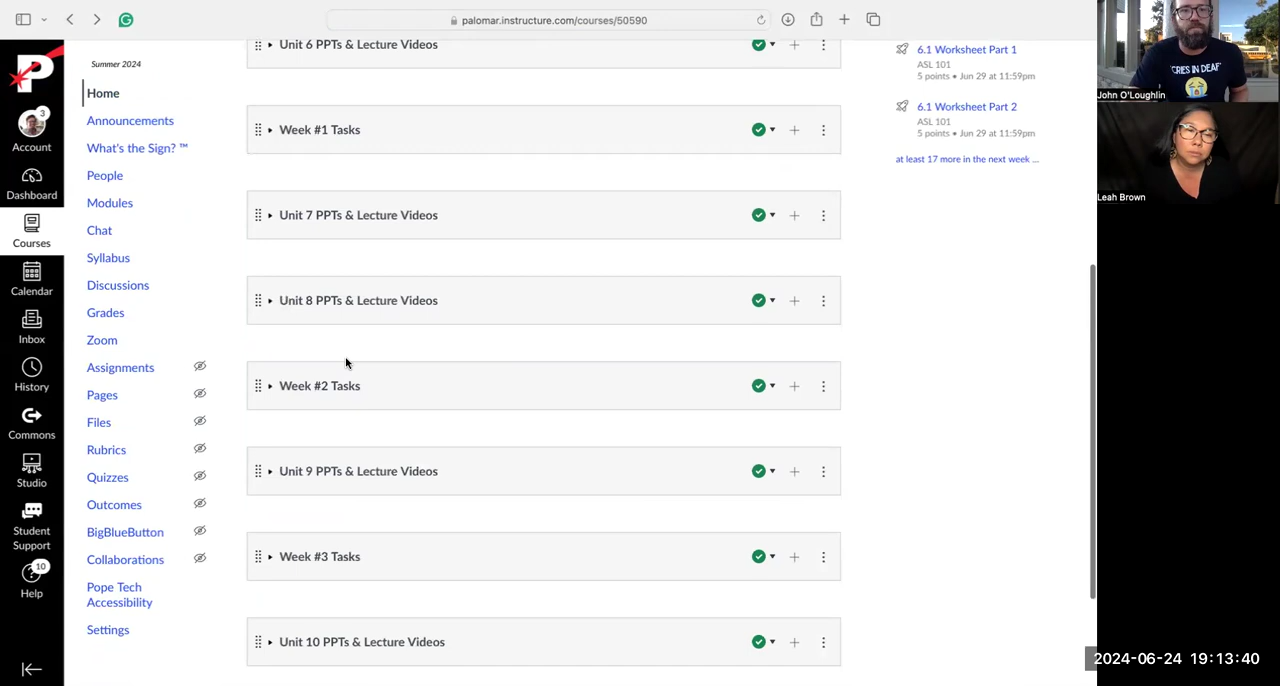 palomar.instructure.com/courses/50590
P
3
Account
Dashboard
Courses
Calendar
Inbox
History
Commons
Studio
Student
Support
10
Help
Summer 2024
Home
Announcements
What's the Sign? ™
People
Modules
Chat
Syllabus
Discussions
Grades
Zoom
Assignments
Pages
Files
Rubrics
Quizzes
Outcomes
BigBlueButton
Collaborations
Pope Tech
Accessibility
Settings
Unit 6 PPTs & Lecture Videos
Week #1 Tasks
Unit 7 PPTs & Lecture Videos
Unit 8 PPTs & Lecture Videos
Week #2 Tasks
Unit 9 PPTs & Lecture Videos
Week #3 Tasks
Unit 10 PPTs & Lecture Videos
6.1 Worksheet Part 1
ASL 101
5 points • Jun 29 at 11:59pm
6.1 Worksheet Part 2
ASL 101
5 points • Jun 29 at 11:59pm
at least 17 more in the next week ...
*CRIES IN DEAF*
John O'Loughlin
Leah Brown
2024-06-24 19:13:40